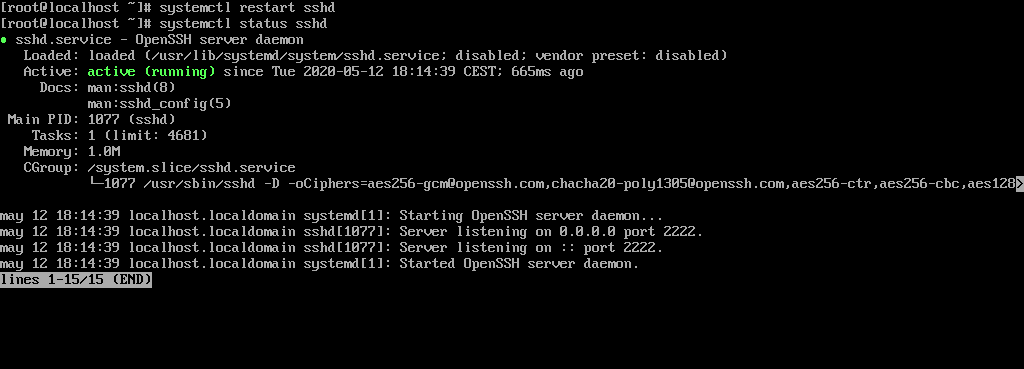 [root@localhost ~]# systemctl restart sshd
[root@localhost ~]# systemctl status sshd
● sshd.service - OpenSSH server daemon
   Loaded: loaded (/usr/lib/systemd/system/sshd.service; disabled; vendor preset: disabled)
   Active: active (running) since Tue 2020-05-12 18:14:39 CEST; 665ms ago
     Docs: man:sshd(8)
           man:sshd_config(5)
 Main PID: 1077 (sshd)
    Tasks: 1 (limit: 4681)
   Memory: 1.0M
   CGroup: /system.slice/sshd.service
           └─1077 /usr/sbin/sshd -D -oCiphers=aes256-gcm@openssh.com,chacha20-poly1305@openssh.com,aes256-ctr,aes256-cbc,aes128>

may 12 18:14:39 localhost.localdomain systemd[1]: Starting OpenSSH server daemon...
may 12 18:14:39 localhost.localdomain sshd[1077]: Server listening on 0.0.0.0 port 2222.
may 12 18:14:39 localhost.localdomain sshd[1077]: Server listening on :: port 2222.
may 12 18:14:39 localhost.localdomain systemd[1]: Started OpenSSH server daemon.
lines 1-15/15 (END)